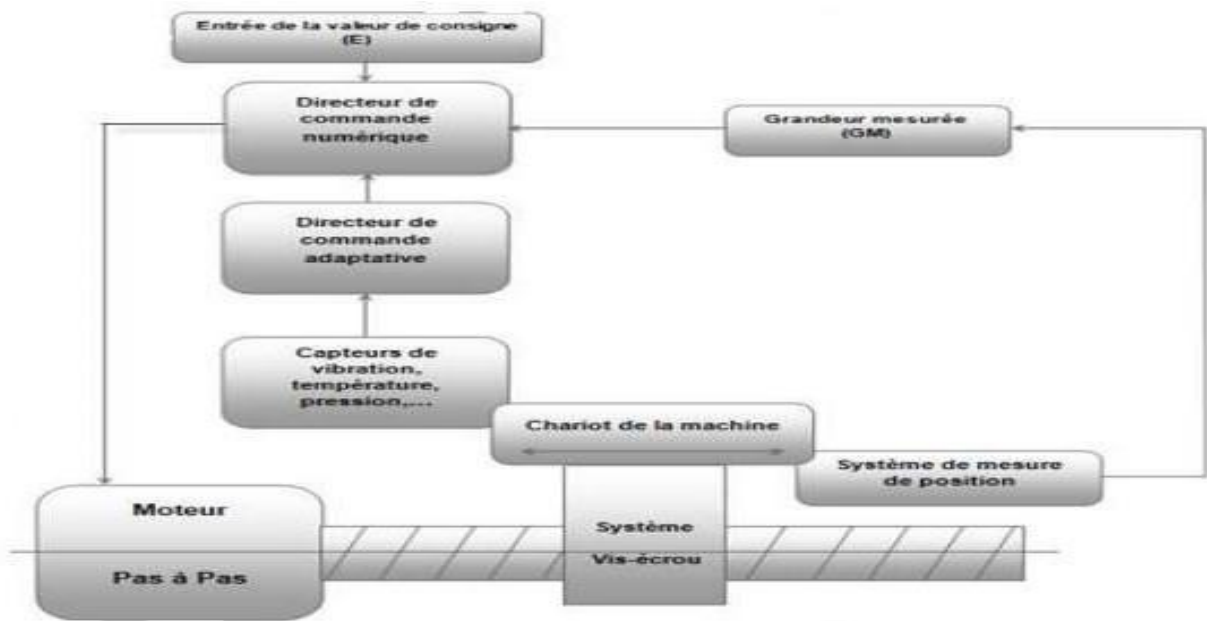 Entrée de la valeur de consigne
(E)
Directeur de
commande
numérique
Grandeur mesurée
(GM)
Directeur de
commande
adaptative
Capteurs de
vibration,
température,
pression,...
Chariot de la machine
Système de mesure
de position
Moteur
Pas à Pas
Système
Vis-écrou